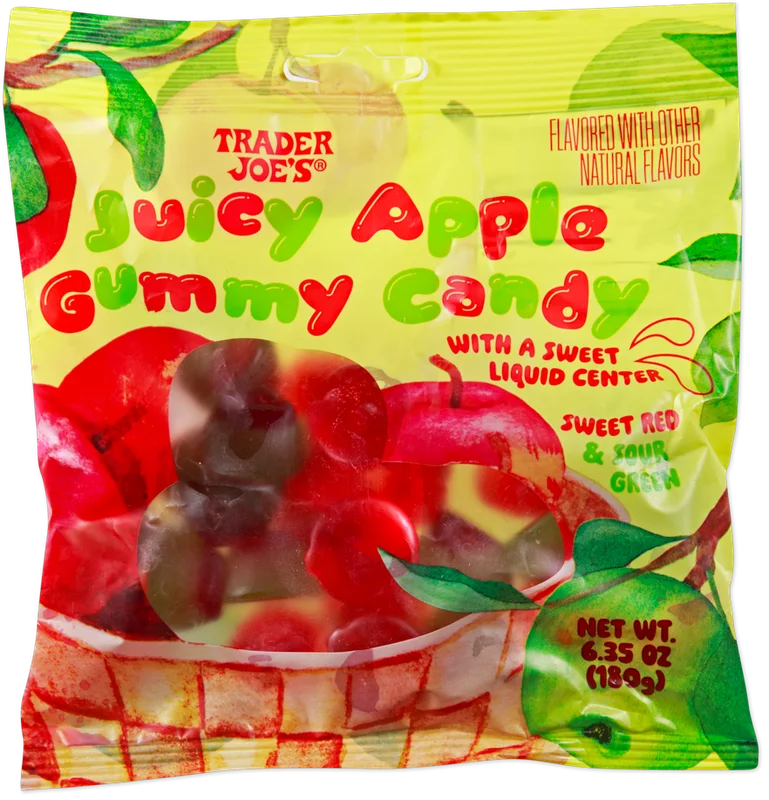 TRADER
JOE'S®
FLAVORED WITH OTHER
NATURAL FLAVORS
Juicy Apple
Gummy Candy
WITH A SWEET
LIQUID CENTER
SWEET RED
& SOUR
GREEN
NET WT.
6.35 OZ
(180g)